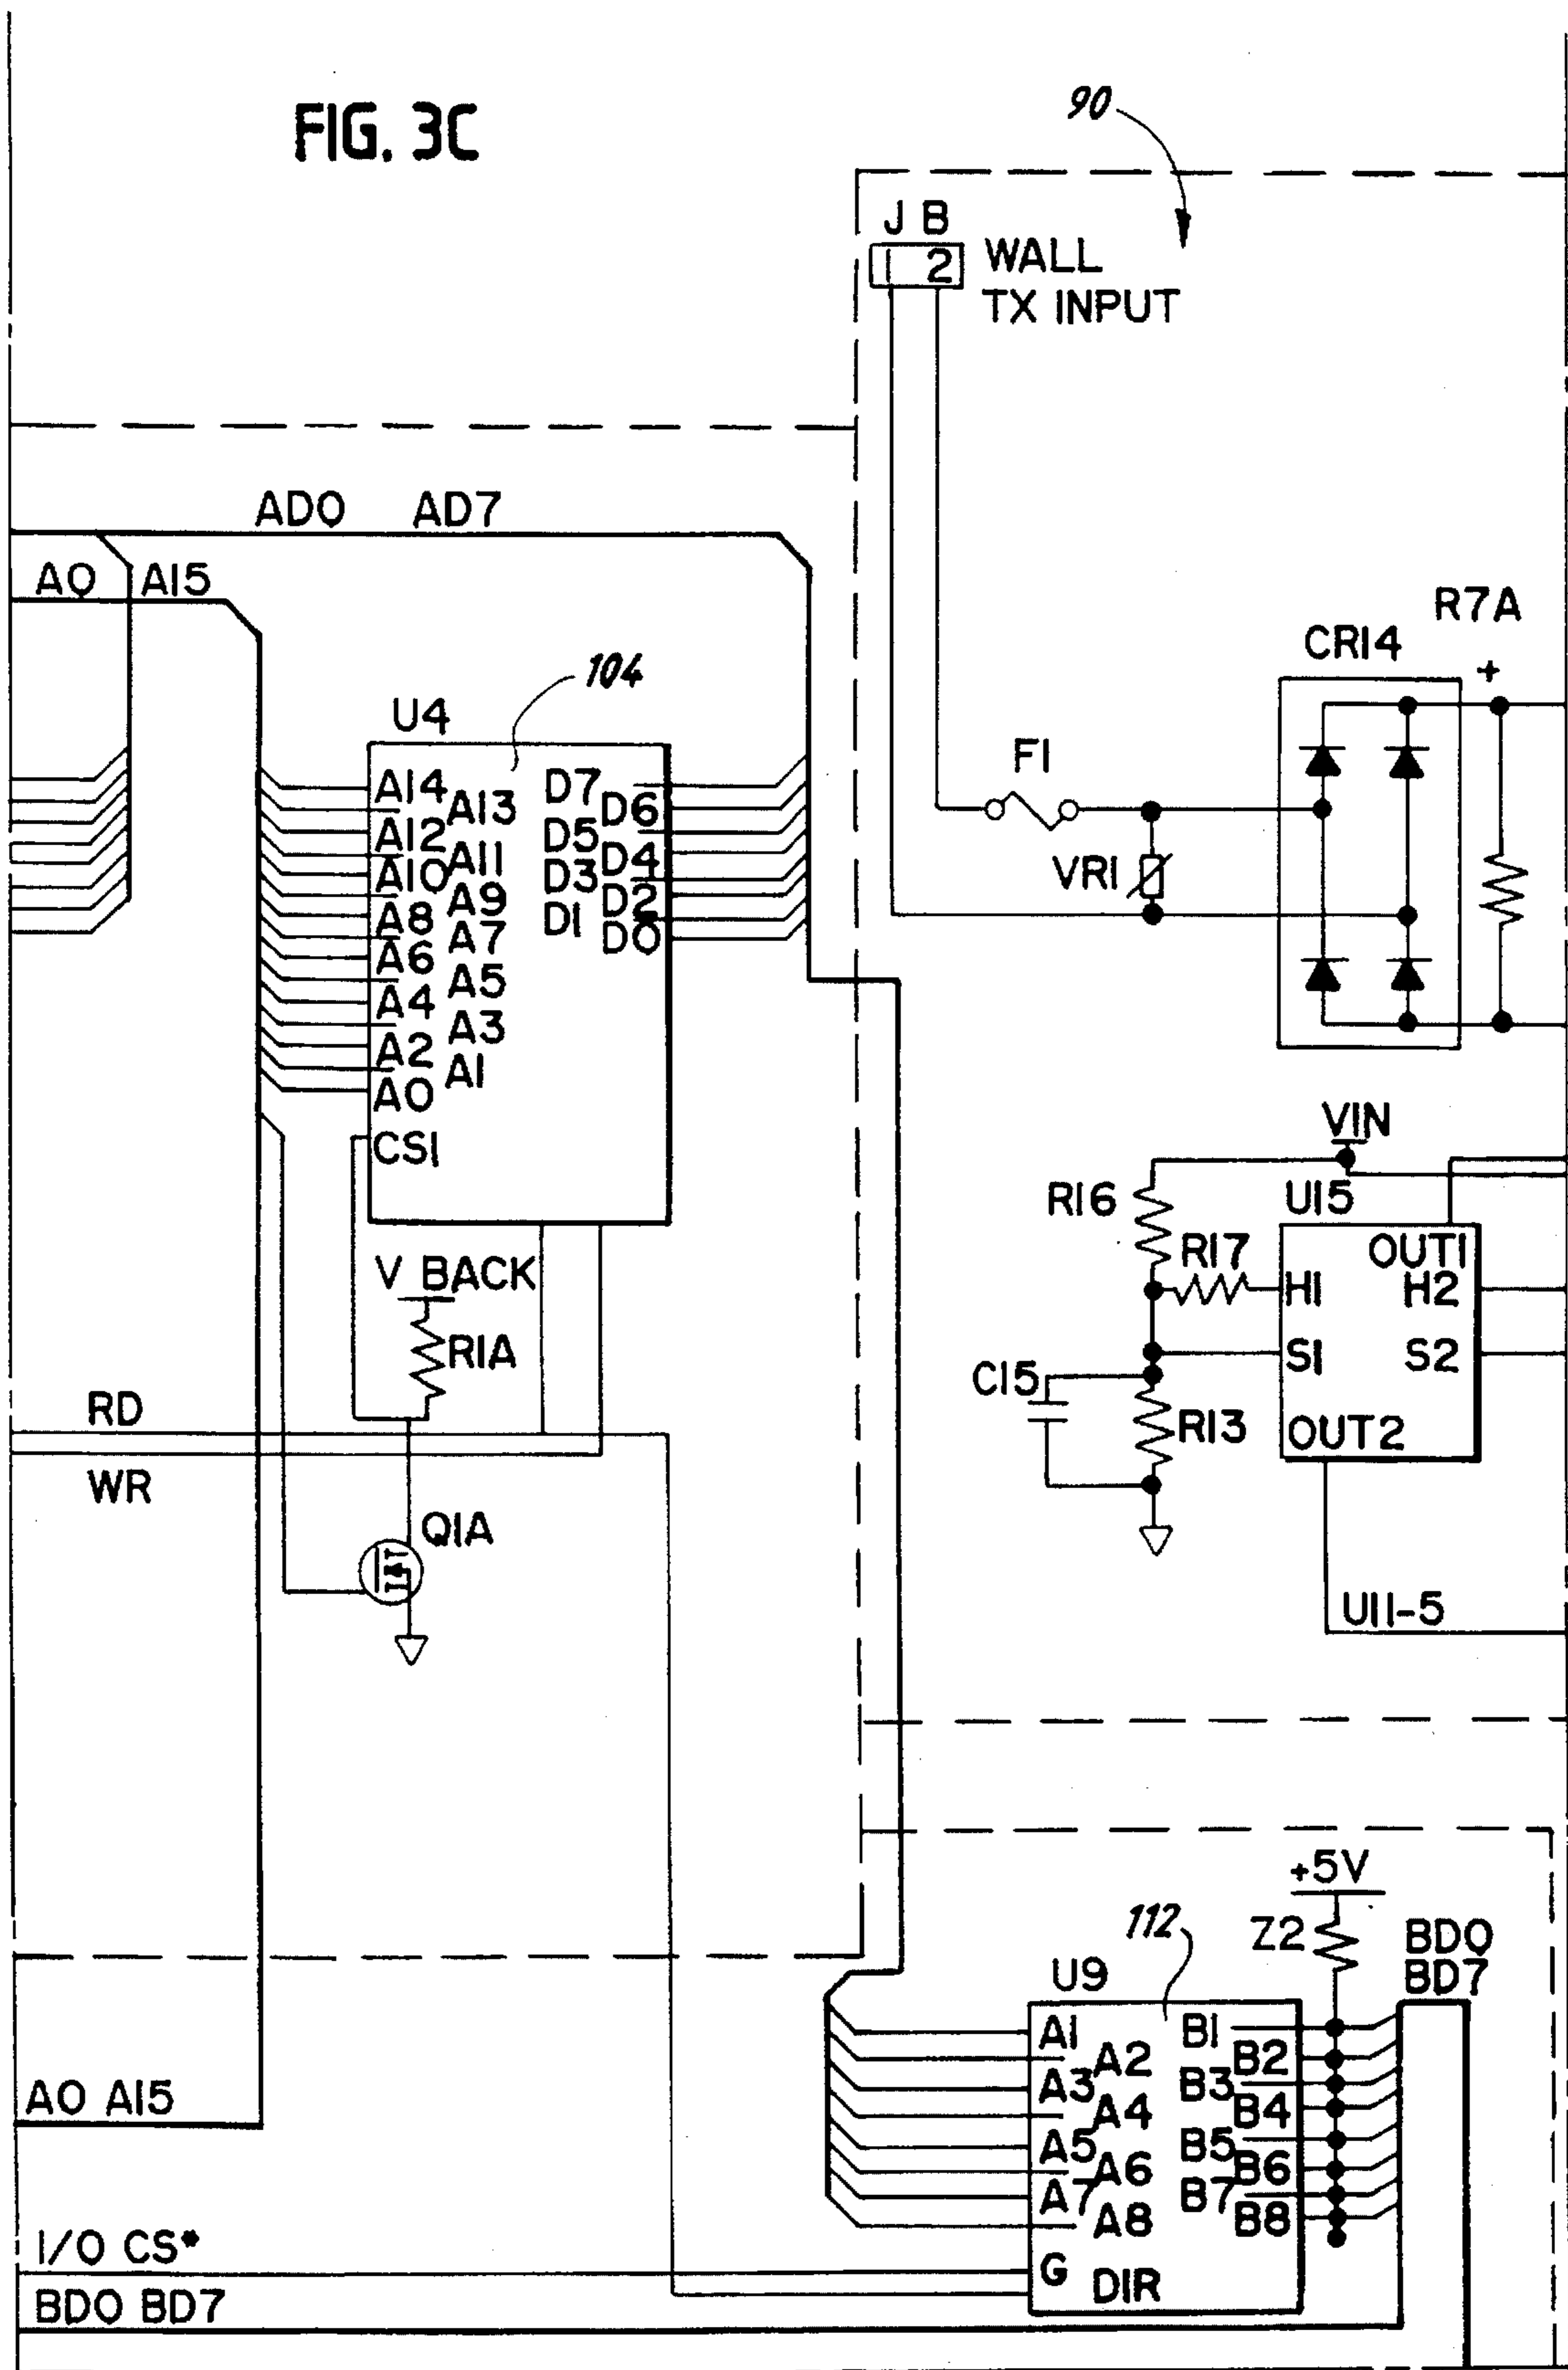 FIG. 3C
90
J B
1 2
WALL
TX INPUT
AD0 AD7
A0 A15
R7A
CR14
+
104
U4
F1
VR1
A14 D7
A13 D6
A12 D5
A11 D4
A10 D3
A9 D2
A8 D1
A7 D0
A6
A5
A4
A3
A2
A1
A0
CS1
VIN
R16
U15
R17
OUT1
H1 H2
S1 S2
OUT2
C15
R13
V BACK
R1A
RD
WR
Q1A
U11-5
+5V
112
Z2
BD0
BD7
U9
A1 B1
A2 B2
A3 B3
A4 B4
A5 B5
A6 B6
A7 B7
A8 B8
G
DIR
A0 A15
I/O CS*
BD0 BD7